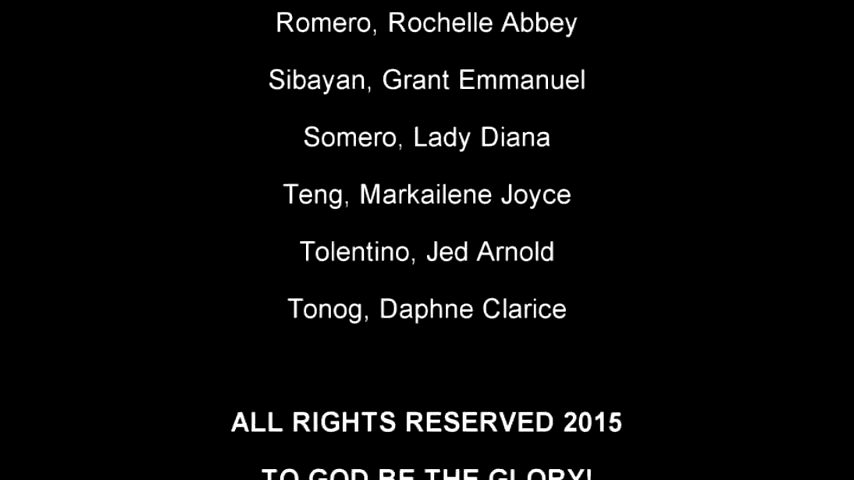 Romero, Rochelle Abbey
Sibayan, Grant Emmanuel
Somero, Lady Diana
Teng, Markailene Joyce
Tolentino, Jed Arnold
Tonog, Daphne Clarice
ALL RIGHTS RESERVED 2015
TO GOD BE THE GLORY!